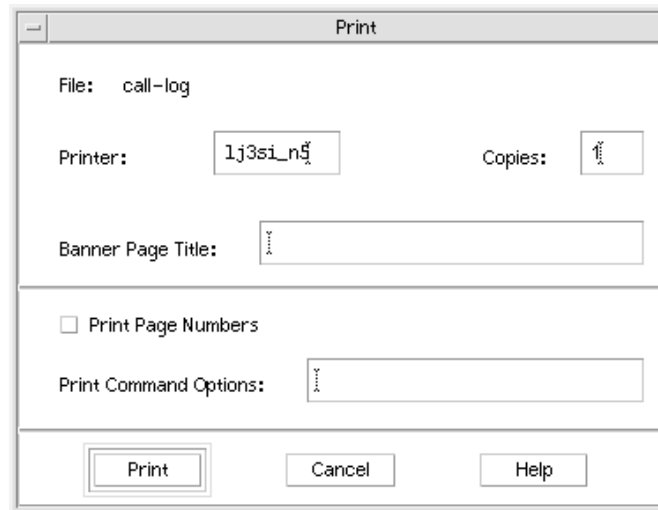 Print
File: call-log
Printer: lj3si_n5 Copies: 1
Banner Page Title:
Print Page Numbers
Print Command Options:
Print Cancel Help